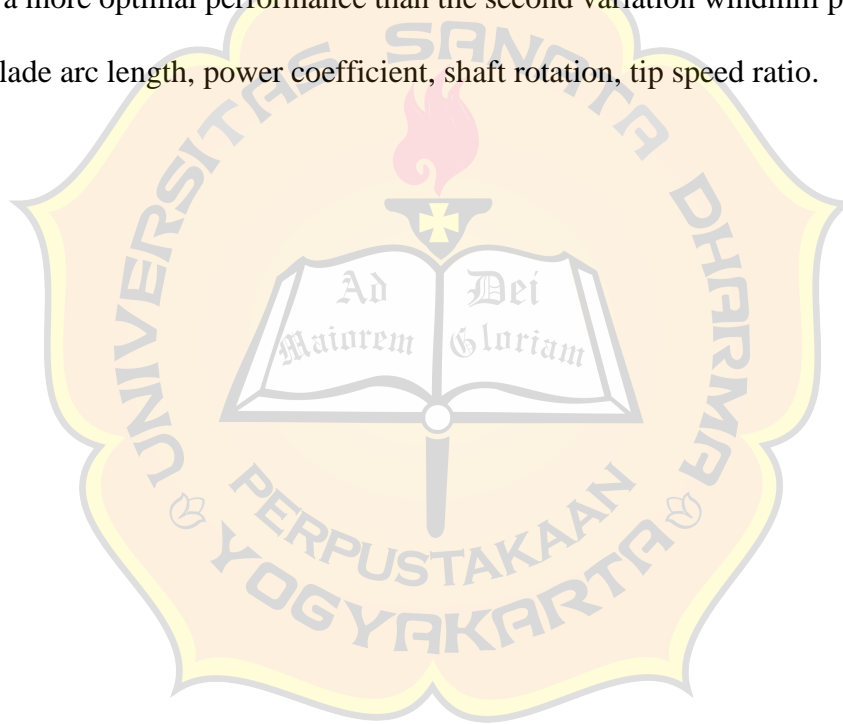 a more optimal performance than the second variation windmill p
lade arc length, power coefficient, shaft rotation, tip speed ratio.
UNIVERSITAS SANATA DHARMA
Ad Dei
Maiorem Gloriam
PERPUSTAKAAN
YOGYAKARTA